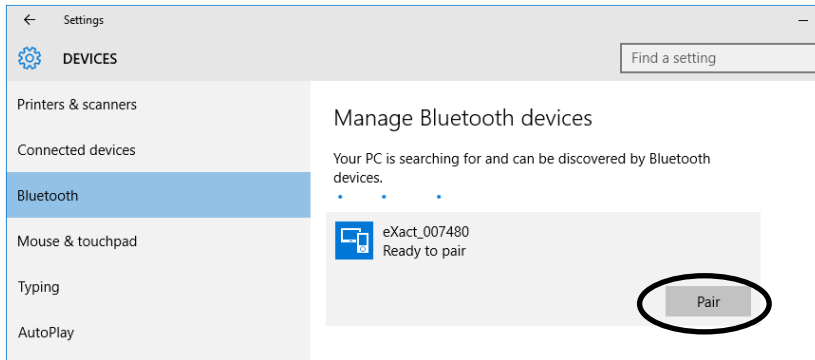 Settings
DEVICES
Find a setting
Printers & scanners
Connected devices
Bluetooth
Mouse & touchpad
Typing
AutoPlay
Manage Bluetooth devices
Your PC is searching for and can be discovered by Bluetooth
devices.
eXact_007480
Ready to pair
Pair